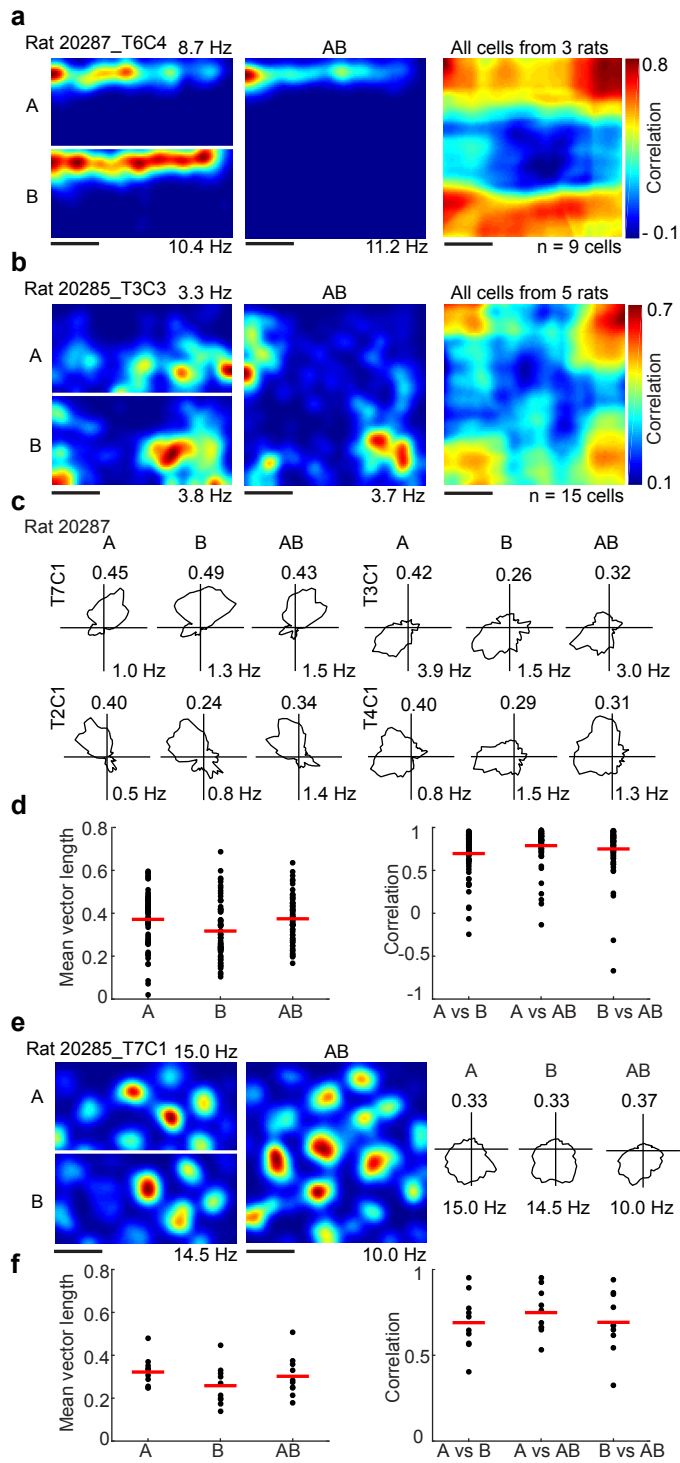 a
Rat 20287_T6C4
8.7 Hz
AB
All cells from 3 rats
A
B
10.4 Hz
11.2 Hz
n = 9 cells
0.8
Correlation
- 0.1
b
Rat 20285_T3C3
3.3 Hz
AB
All cells from 5 rats
A
B
3.8 Hz
3.7 Hz
n = 15 cells
0.7
Correlation
0.1
c
Rat 20287
A B AB A B AB
T7C1 0.45 0.49 0.43 T3C1 0.42 0.26 0.32
1.0 Hz 1.3 Hz 1.5 Hz 3.9 Hz 1.5 Hz 3.0 Hz
T2C1 0.40 0.24 0.34 T4C1 0.40 0.29 0.31
0.5 Hz 0.8 Hz 1.4 Hz 0.8 Hz 1.5 Hz 1.3 Hz
d
Mean vector length
0.8
0.6
0.4
0.2
0
A B AB
Correlation
1
0.5
0
-0.5
-1
A vs B A vs AB B vs AB
e
Rat 20285_T7C1
15.0 Hz
AB
A
B
14.5 Hz
10.0 Hz
A B AB
0.33 0.33 0.37
15.0 Hz 14.5 Hz 10.0 Hz
f
Mean vector length
0.8
0.6
0.4
0.2
0
A B AB
Correlation
1
0.5
0
A vs B A vs AB B vs AB